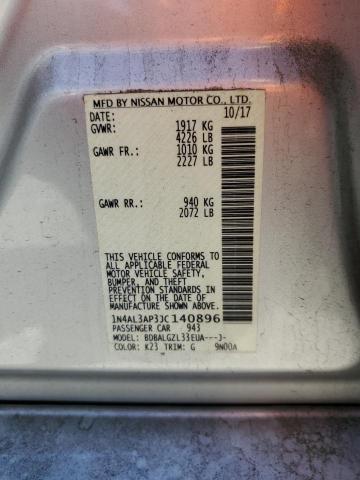 MFD BY NISSAN MOTOR CO., LTD.
DATE: 10/17
GVWR: 1917 KG
4226 LB
GAWR FR.: 1010 KG
2227 LB
GAWR RR.: 940 KG
2072 LB
THIS VEHICLE CONFORMS TO
ALL APPLICABLE FEDERAL
MOTOR VEHICLE SAFETY,
BUMPER, AND THEFT
PREVENTION STANDARDS
IN EFFECT ON THE DATE
OF MANUFACTURE
1N4AL3AP3JC140896
PASSENGER CAR 943
MODEL: BDBALGZL33EUA---J-
COLOR: K23 TRIM: G 9N00A